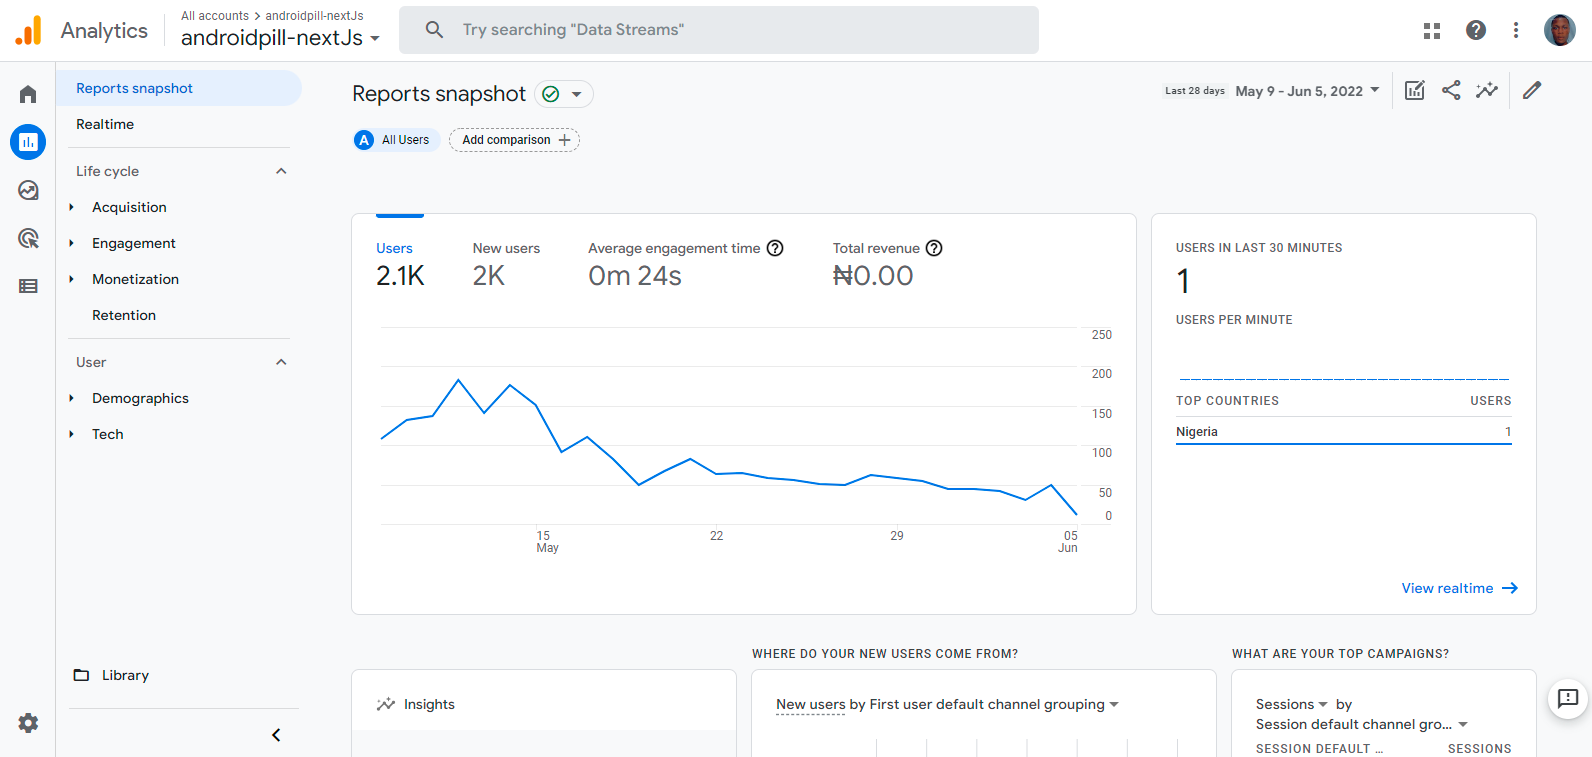 Analytics
All accounts > androidpill-nextJs
androidpill-nextJs
Try searching "Data Streams"
Reports snapshot
Realtime
Life cycle
Acquisition
Engagement
Monetization
Retention
User
Demographics
Tech
Library
Reports snapshot
Last 28 days May 9 - Jun 5, 2022
A All Users
Add comparison +
Users
2.1K
New users
2K
Average engagement time
0m 24s
Total revenue
₦0.00
250
200
150
100
50
0
15
May
22
29
05
Jun
USERS IN LAST 30 MINUTES
1
USERS PER MINUTE
TOP COUNTRIES USERS
Nigeria 1
View realtime
Insights
WHERE DO YOUR NEW USERS COME FROM?
New users by First user default channel grouping
WHAT ARE YOUR TOP CAMPAIGNS?
Sessions by
Session default channel gro...
SESSION DEFAULT ... SESSIONS